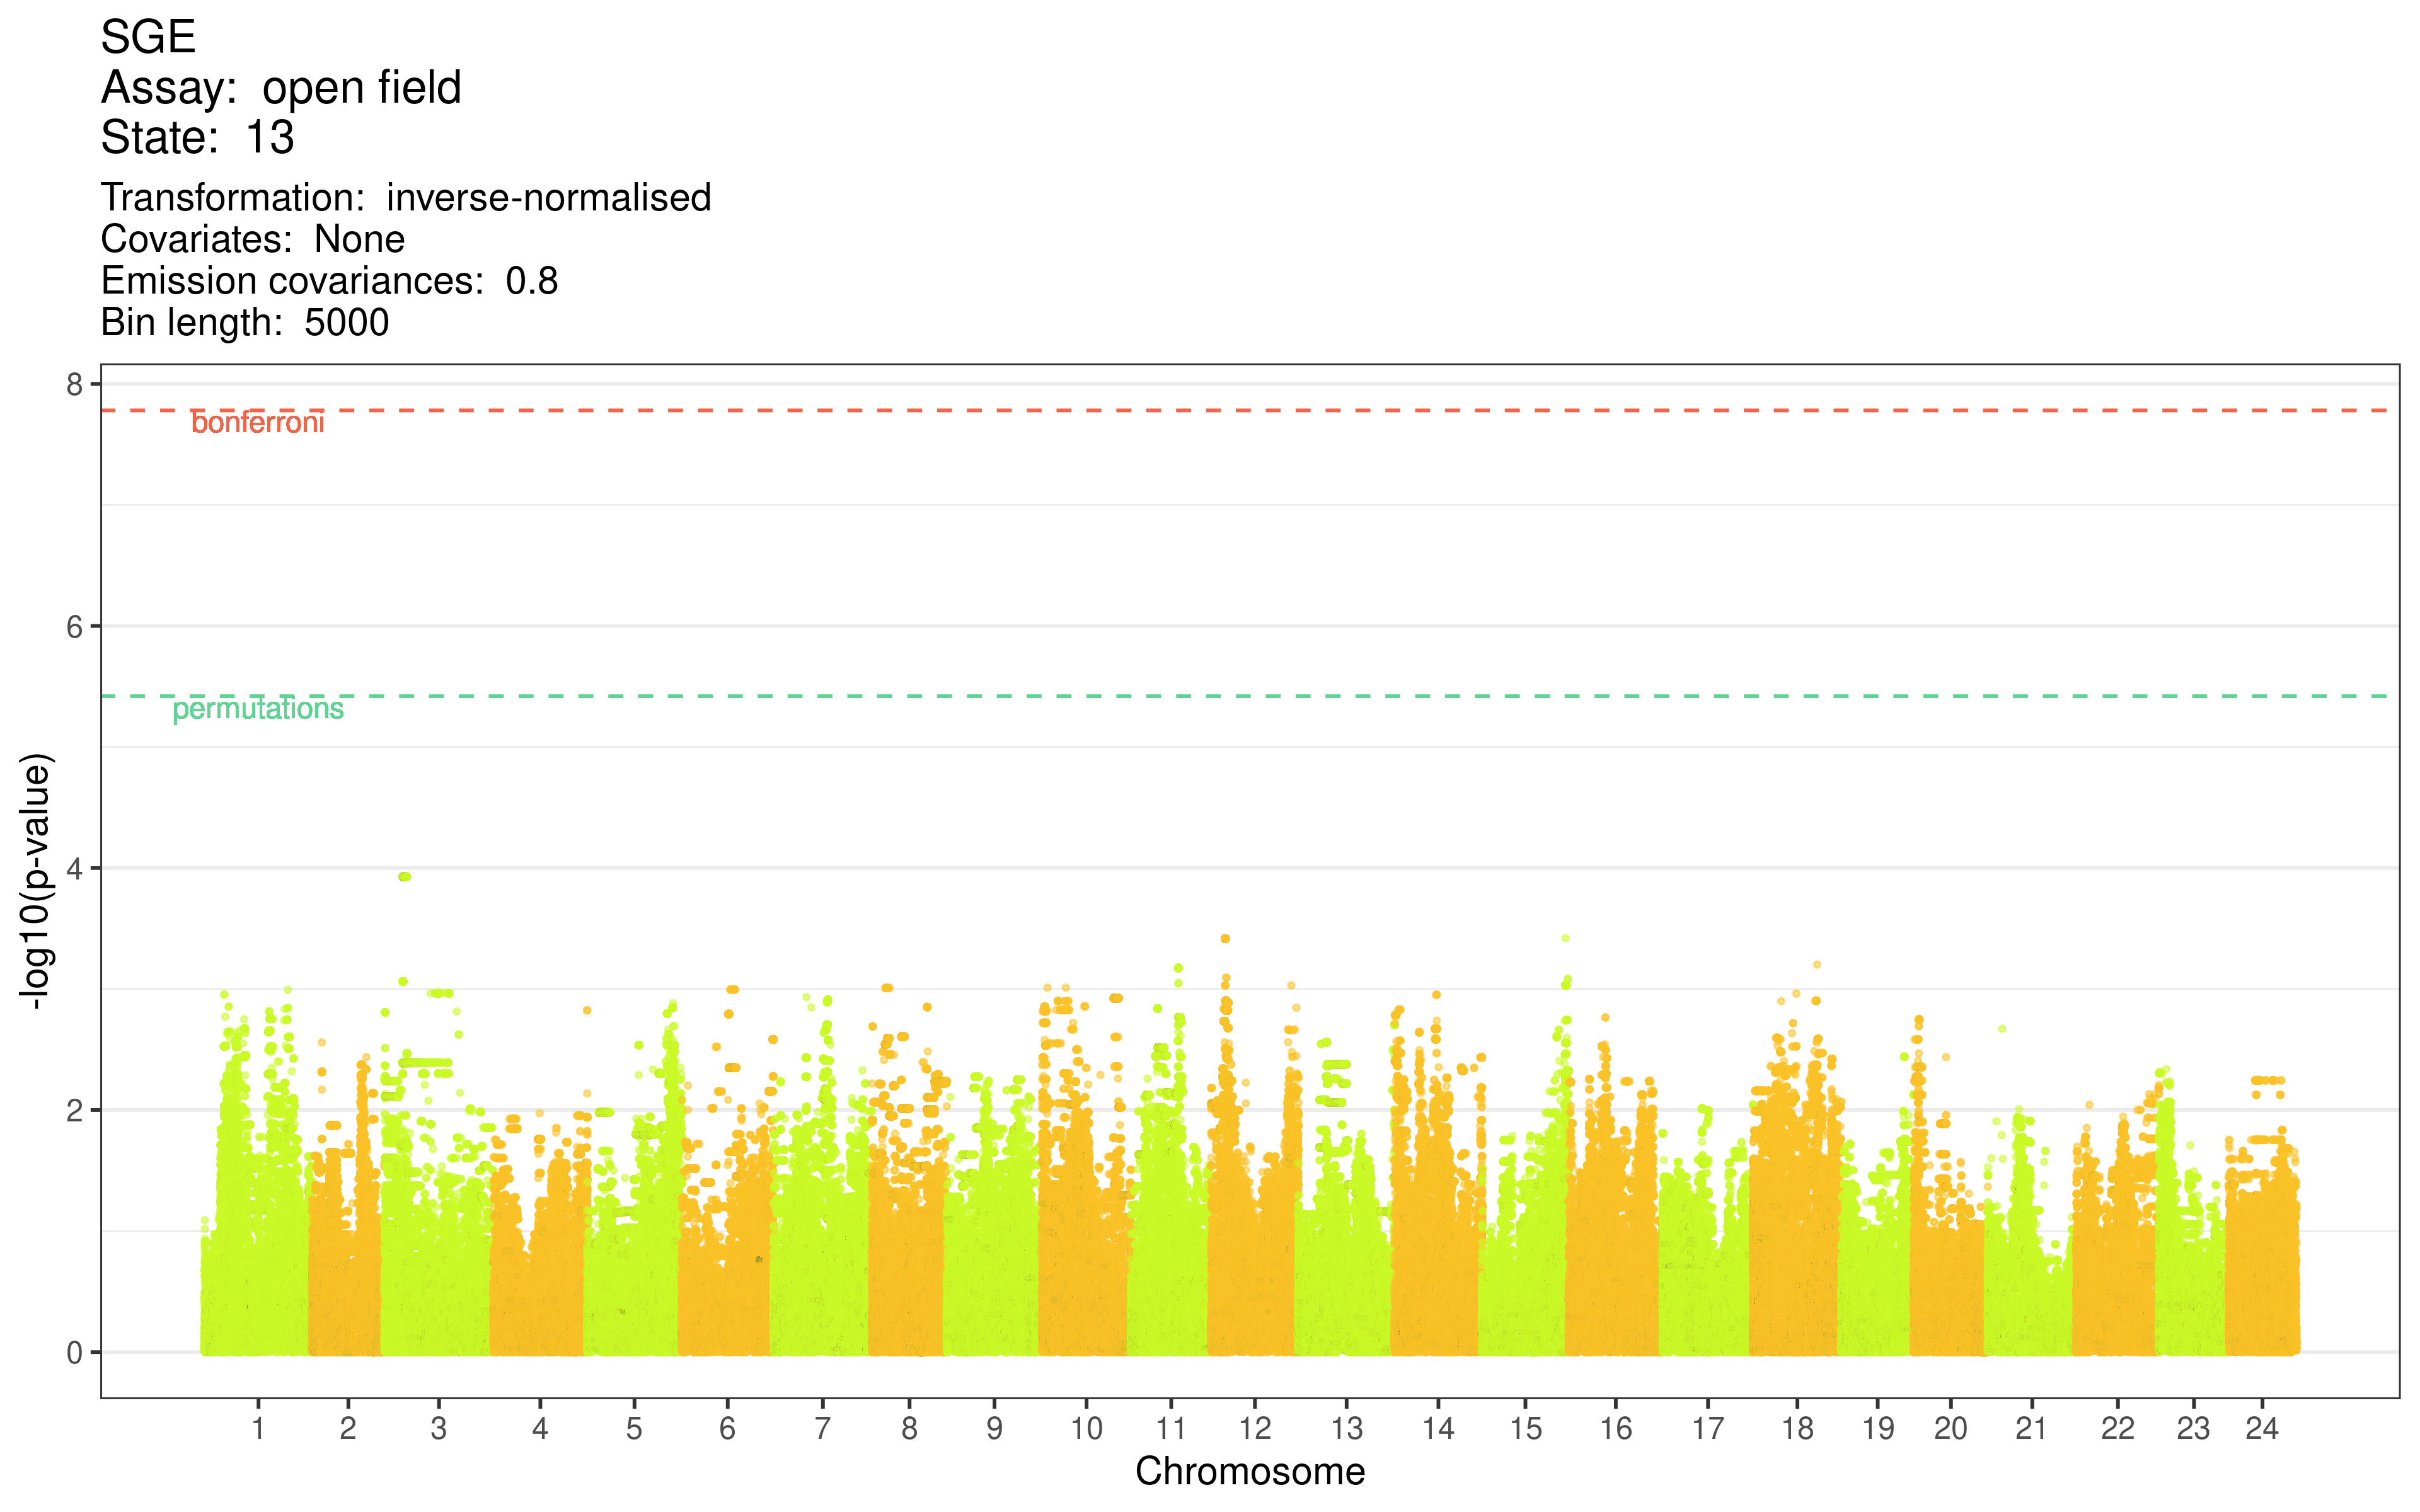 SGE
Assay: open field
State: 13
Transformation: inverse-normalised
Covariates: None
Emission covariances: 0.8
Bin length: 5000
8
bonferroni
6
permutations
4
2
0
-log10(p-value)
1 2 3 4 5 6 7 8 9 10 11 12 13 14 15 16 17 18 19 20 21 22 23 24
Chromosome